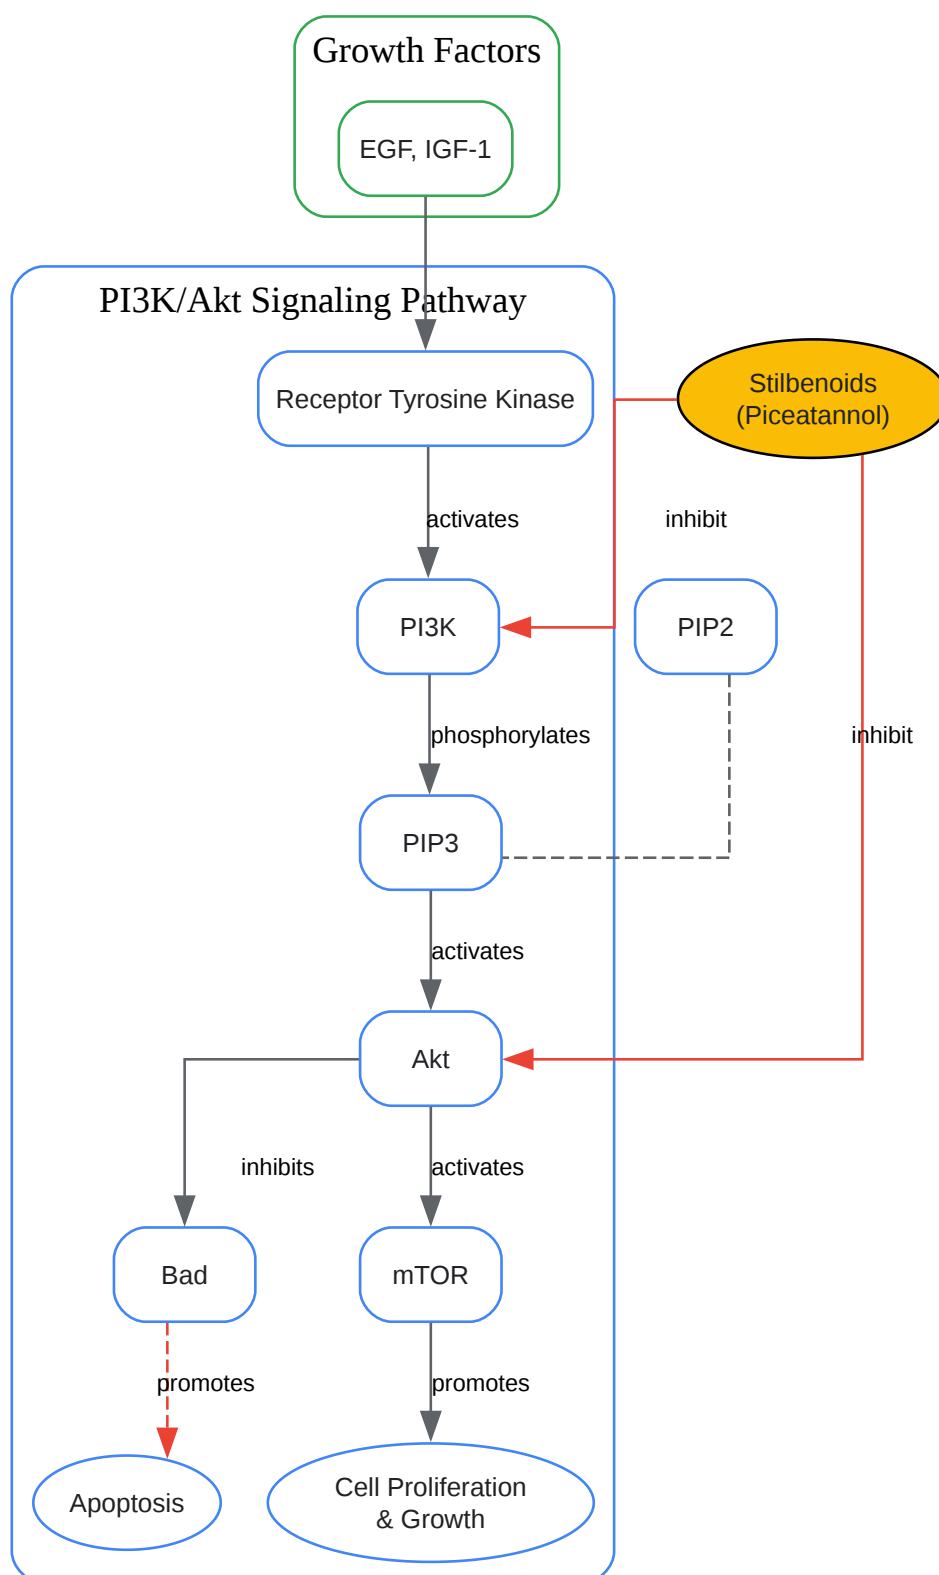 Growth Factors
EGF, IGF-1
PI3K/Akt Signaling Pathway
Receptor Tyrosine Kinase
Stilbenoids
(Piceatannol)
activates
inhibit
PI3K
PIP2
phosphorylates
inhibit
PIP3
activates
Akt
inhibits
activates
Bad
mTOR
promotes
promotes
Apoptosis
Cell Proliferation
& Growth